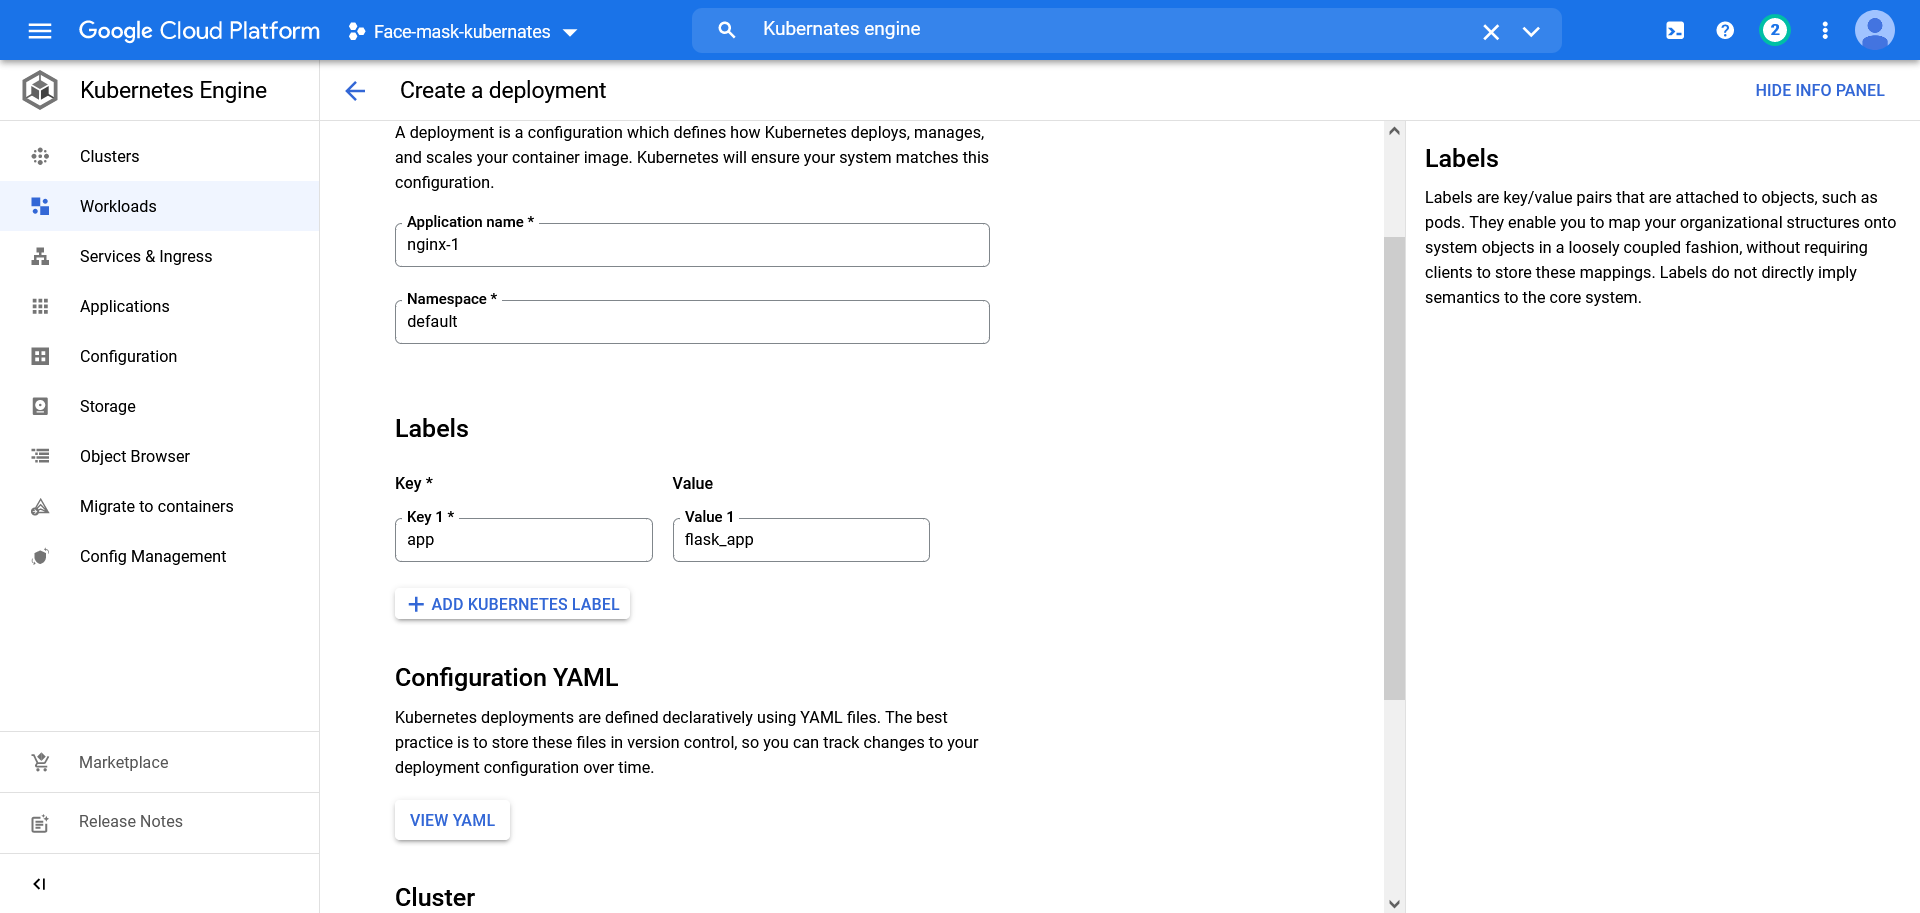 Google Cloud Platform
Face-mask-kubernetes
Kubernetes engine
2
Kubernetes Engine
Create a deployment
HIDE INFO PANEL
Clusters
Workloads
Services & Ingress
Applications
Configuration
Storage
Object Browser
Migrate to containers
Config Management
Marketplace
Release Notes
A deployment is a configuration which defines how Kubernetes deploys, manages,
and scales your container image. Kubernetes will ensure your system matches this
configuration.
Application name *
nginx-1
Namespace *
default
Labels
Key *
Value
Key 1 *
app
Value 1
flask_app
ADD KUBERNETES LABEL
Configuration YAML
Kubernetes deployments are defined declaratively using YAML files. The best
practice is to store these files in version control, so you can track changes to your
deployment configuration over time.
VIEW YAML
Cluster
Labels
Labels are key/value pairs that are attached to objects, such as
pods. They enable you to map your organizational structures onto
system objects in a loosely coupled fashion, without requiring
clients to store these mappings. Labels do not directly imply
semantics to the core system.